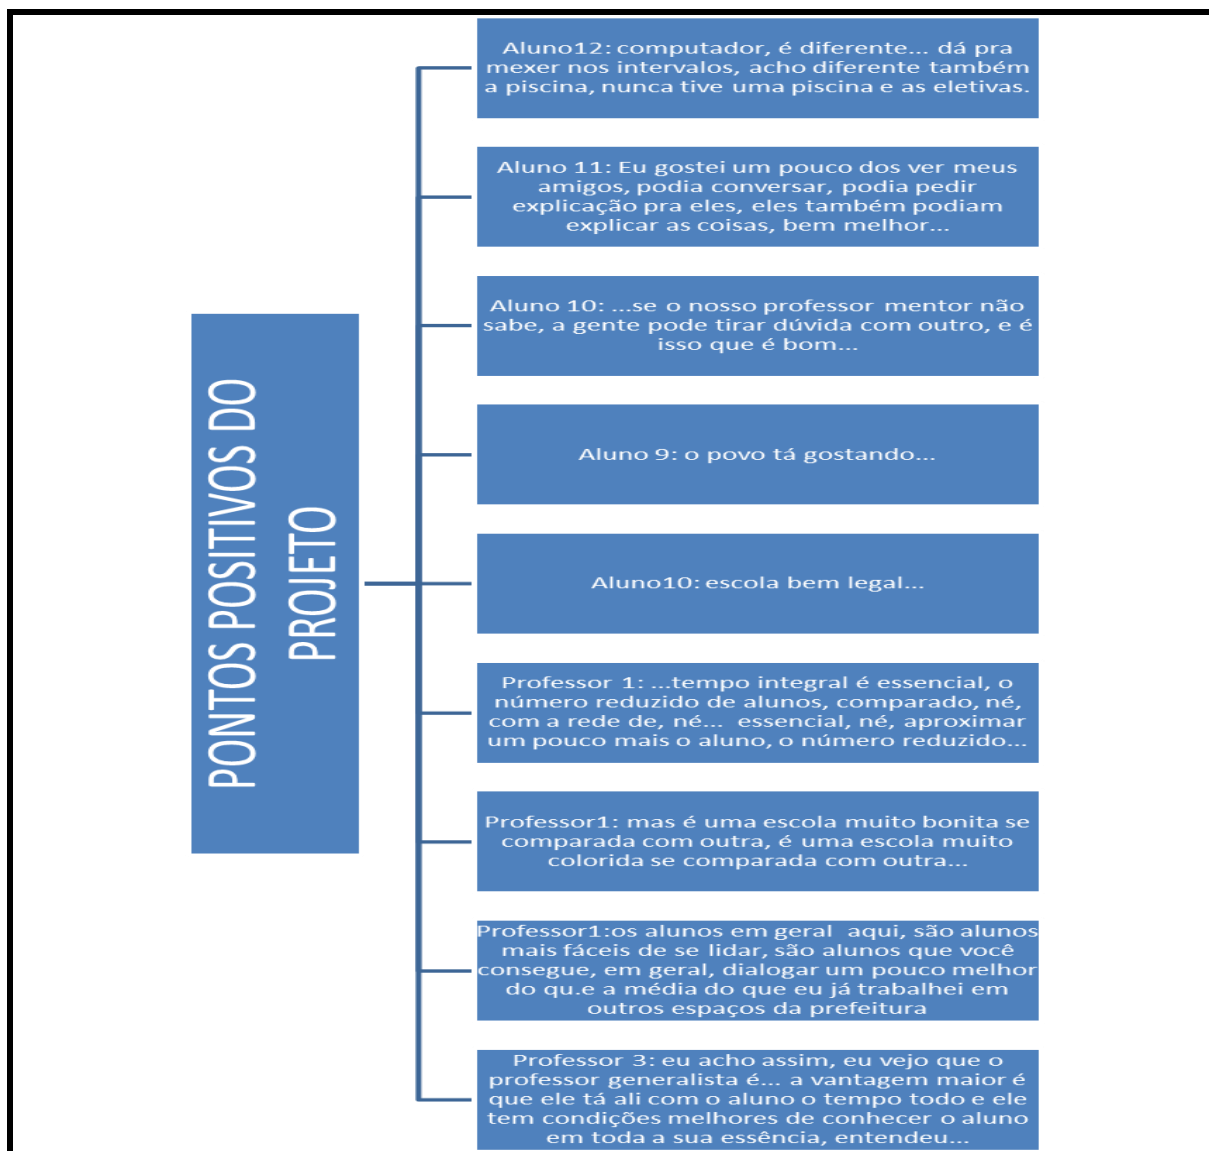 PONTOS POSITIVOS DO
PROJETO
Aluno12: computador, é diferente... dá pra
mexer nos intervalos, acho diferente também
a piscina, nunca tive uma piscina e as eletivas.
Aluno 11: Eu gostei um pouco dos ver meus
amigos, podia conversar, podia pedir
explicação pra eles, eles também podiam
explicar as coisas, bem melhor...
Aluno 10: ...se o nosso professor mentor não
sabe, a gente pode tirar dúvida com outro, e é
isso que é bom...
Aluno 9: o povo tá gostando...
Aluno10: escola bem legal...
Professor 1: ...tempo integral é essencial, o
número reduzido de alunos, comparado, né,
com a rede de, né... essencial, né, aproximar
um pouco mais o aluno, o número reduzido...
Professor1: mas é uma escola muito bonita se
comparada com outra, é uma escola muito
colorida se comparada com outra...
Professor1:os alunos em geral aqui, são alunos
mais fáceis de se lidar, são alunos que você
consegue, em geral, dialogar um pouco melhor
do qu.e a média do que eu já trabalhei em
outros espaços da prefeitura
Professor 3: eu acho assim, eu vejo que o
professor generalista é... a vantagem maior é
que ele tá ali com o aluno o tempo todo e ele
tem condições melhores de conhecer o aluno
em toda a sua essência, entendeu...